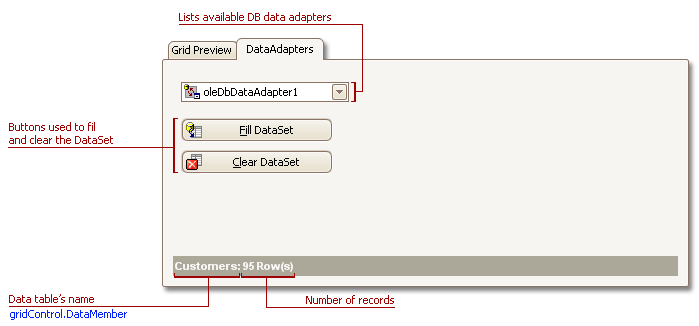 Lists available DB data adapters
Grid Preview
DataAdapters
oleDbDataAdapter1
Buttons used to fil
and clear the DataSet
Fill DataSet
Clear DataSet
Customers: 95 Row(s)
Data table's name
gridControl.DataMember
Number of records